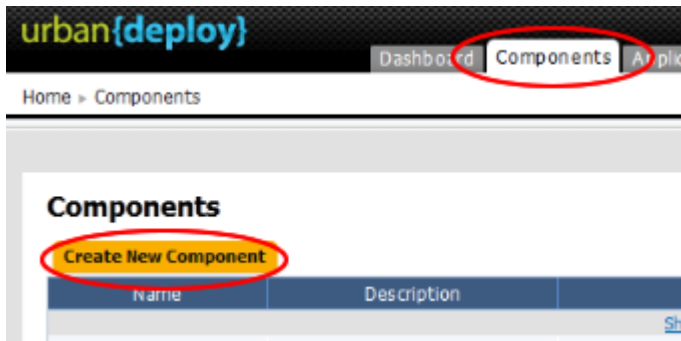 urban{deploy}
Dashboard Components
Home » Components
Components
Create New Component
Name Description